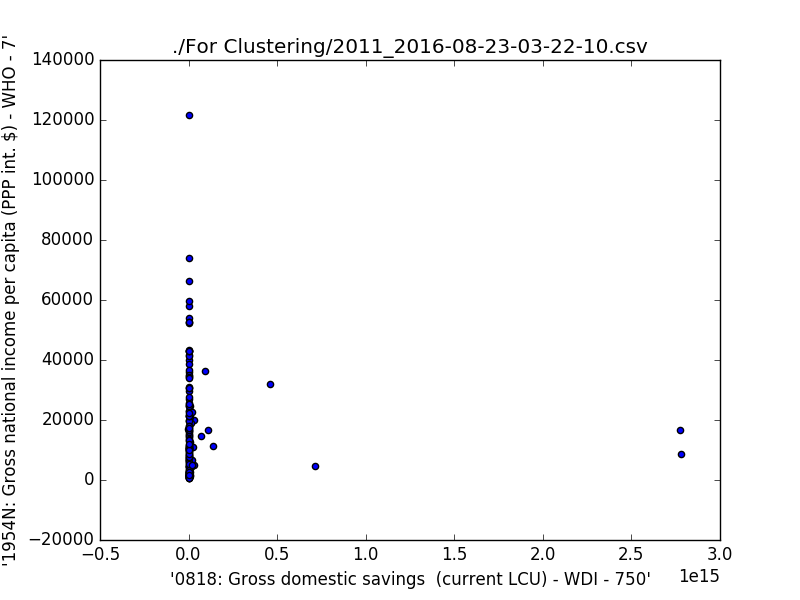 ./For Clustering/2011_2016-08-23-03-22-10.csv
'1954N: Gross national income per capita (PPP int. $) - WHO - 7'
140000
120000
100000
80000
60000
40000
20000
0
−20000
−0.5 0.0 0.5 1.0 1.5 2.0 2.5 3.0
1e15
'0818: Gross domestic savings  (current LCU) - WDI - 750'